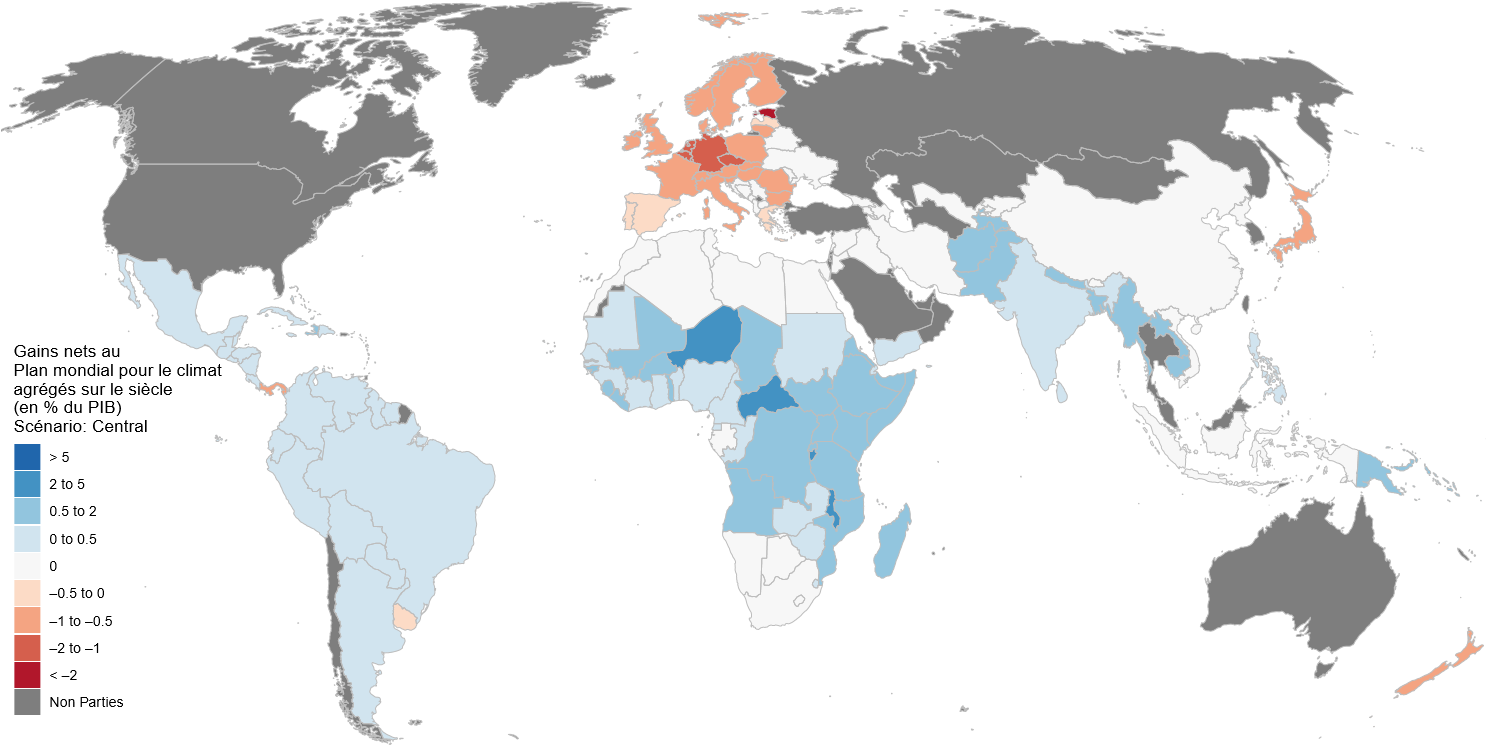 Gains nets au
Plan mondial pour le climat
agrégés sur le siècle
(en % du PIB)
Scénario: Central
> 5
2 to 5
0.5 to 2
0 to 0.5
0
–0.5 to 0
–1 to –0.5
–2 to –1
< –2
Non Parties